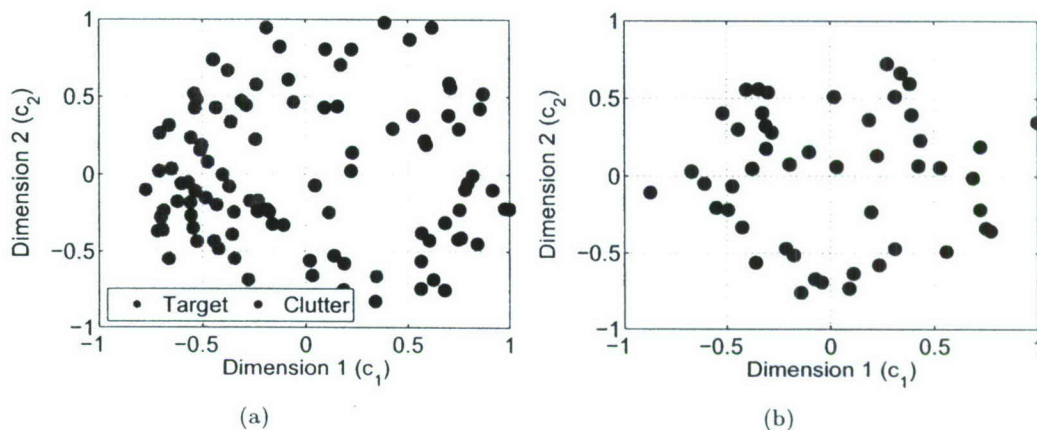 1
0.5
0
−0.5
−1
Dimension 2 (c2)
Target Clutter
−1 −0.5 0 0.5 1
Dimension 1 (c1)
(a)
1
0.5
0
−0.5
−1
Dimension 2 (c2)
−1 −0.5 0 0.5 1
Dimension 1 (c1)
(b)